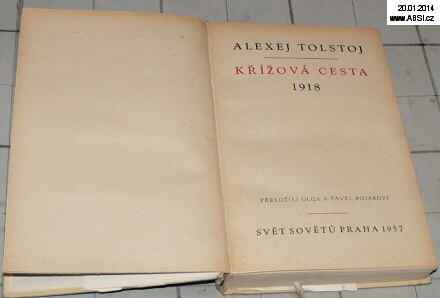 20.01.2014
www.ABSI.cz
ALEXEJ TOLSTOJ
KŘÍŽOVÁ CESTA
1918
PŘELOŽILI OLGA A PAVEL BOJAROVI
SVĚT SOVĚTŮ PRAHA 1957